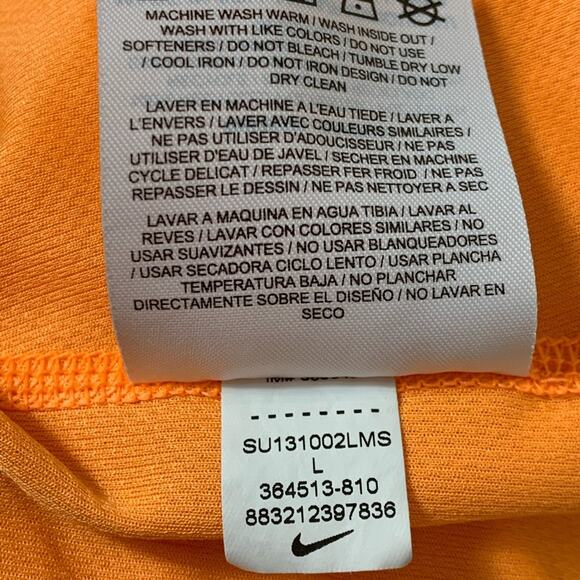 MACHINE WASH WARM / WASH INSIDE OUT /
WASH WITH LIKE COLORS / DO NOT USE
SOFTENERS / DO NOT BLEACH / TUMBLE DRY LOW
/ COOL IRON / DO NOT IRON DESIGN / DO NOT
DRY CLEAN
LAVER EN MACHINE A L'EAU TIEDE / LAVER A
L'ENVERS / LAVER AVEC COULEURS SIMILAIRES /
NE PAS UTILISER D'ADOUCISSEUR / NE PAS
UTILISER D'EAU DE JAVEL / SECHER EN MACHINE
CYCLE DELICAT / REPASSER FER FROID / NE PAS
REPASSER LE DESSIN / NE PAS NETTOYER A SEC
LAVAR A MAQUINA EN AGUA TIBIA / LAVAR AL
REVES / LAVAR CON COLORES SIMILARES / NO
USAR SUAVIZANTES / NO USAR BLANQUEADORES
/ USAR SECADORA CICLO LENTO / USAR PLANCHA
TEMPERATURA BAJA / NO PLANCHAR
DIRECTAMENTE SOBRE EL DISEÑO / NO LAVAR EN
SECO
SU131002LMS
L
364513-810
883212397836